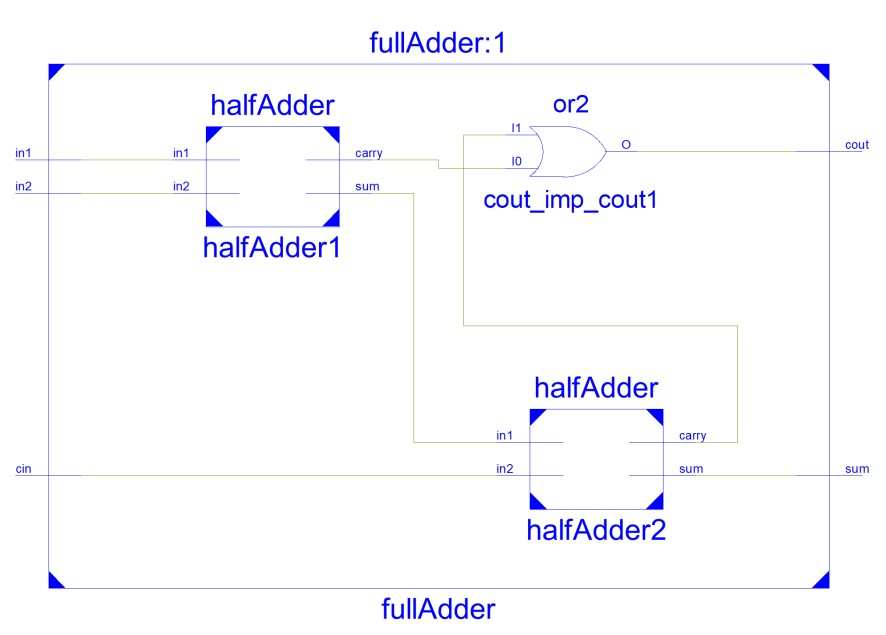 fullAdder:1
halfAdder
or2
in1
in1
carry
I1
O
cout
I0
in2
in2
sum
cout_imp_cout1
halfAdder1
halfAdder
in1
carry
cin
in2
sum
sum
halfAdder2
fullAdder